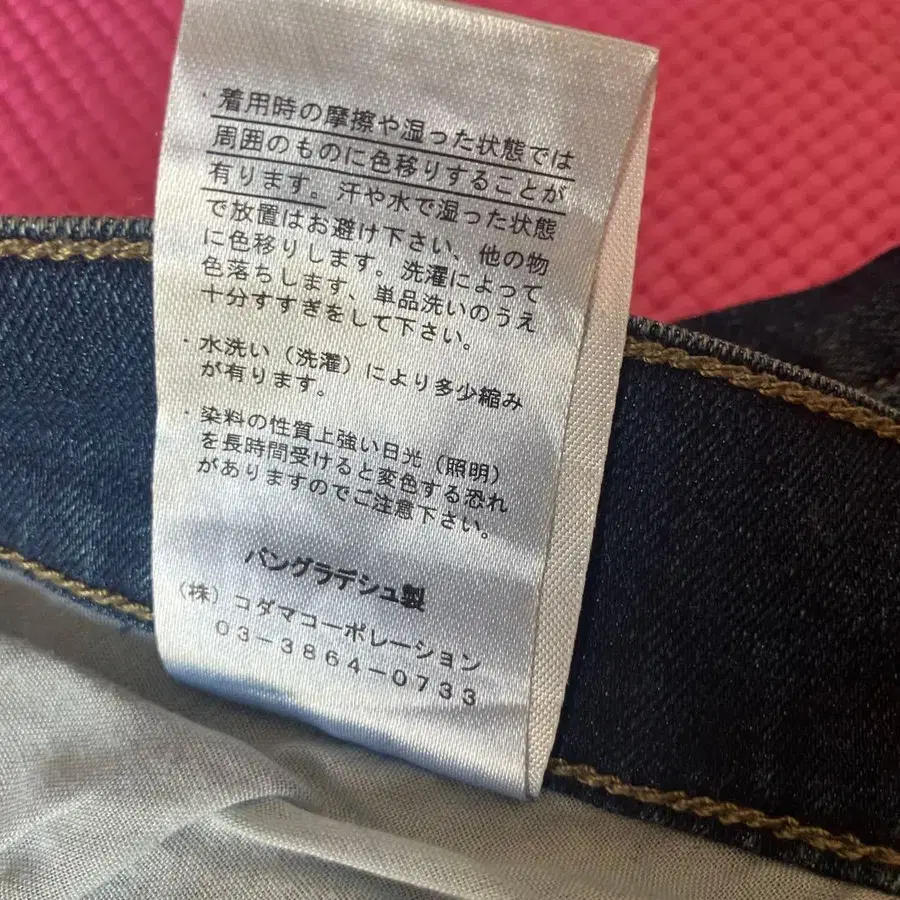 ・着用時の摩擦や湿った状態では
周囲のものに色移りすることが
有ります。汗や水で湿った状態
で放置はお避け下さい、他の物
に色移りします。洗濯によって
色落ちします、単品洗いのうえ
十分すすぎをして下さい。
・水洗い（洗濯）により多少縮み
が有ります。
・染料の性質上強い日光（照明）
を長時間受けると変色する恐れ
がありますのでご注意下さい。
バングラデシュ製
（株）コダマコーポレーション
０３－３８６４－０７３３